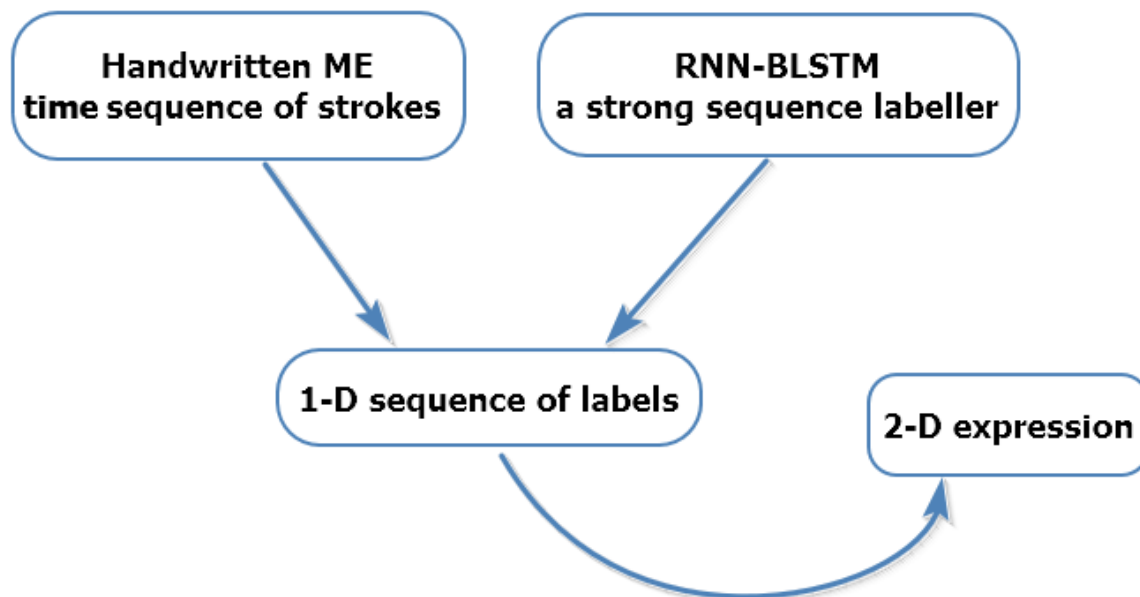 Handwritten ME
time sequence of strokes
RNN-BLSTM
a strong sequence labeller
1-D sequence of labels
2-D expression